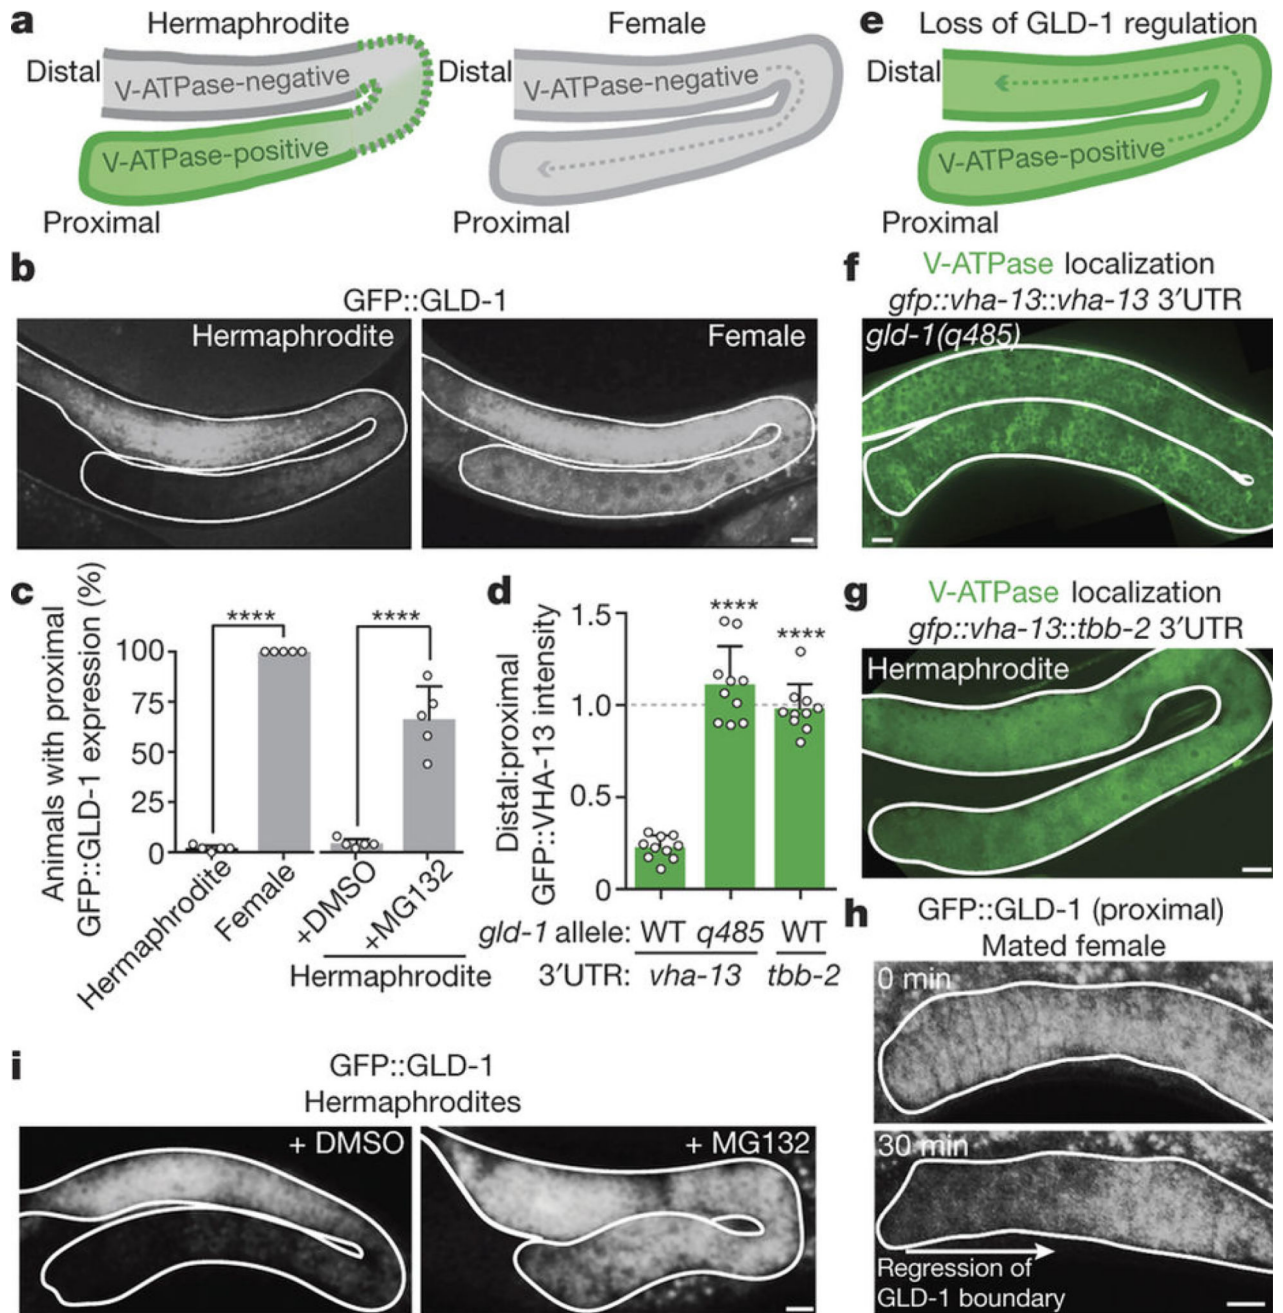 a
Hermaphrodite
Female
Distal
V-ATPase-negative
V-ATPase-positive
Proximal
Distal
V-ATPase-negative
Proximal
e
Loss of GLD-1 regulation
Distal
V-ATPase-positive
Proximal
b
GFP::GLD-1
Hermaphrodite
Female
f
V-ATPase localization
gfp::vha-13::vha-13 3′UTR
gld-1(q485)
c
Animals with proximal
GFP::GLD-1 expression (%)
100
75
50
25
0
****
****
Hermaphrodite
Female
+DMSO
+MG132
Hermaphrodite
d
Distal:proximal
GFP::VHA-13 intensity
1.5
1.0
0.5
0
****
****
gld-1 allele: WT q485 WT
3′UTR: vha-13 tbb-2
g
V-ATPase localization
gfp::vha-13::tbb-2 3′UTR
Hermaphrodite
h
GFP::GLD-1 (proximal)
Mated female
0 min
30 min
Regression of
GLD-1 boundary
i
GFP::GLD-1
Hermaphrodites
+ DMSO
+ MG132